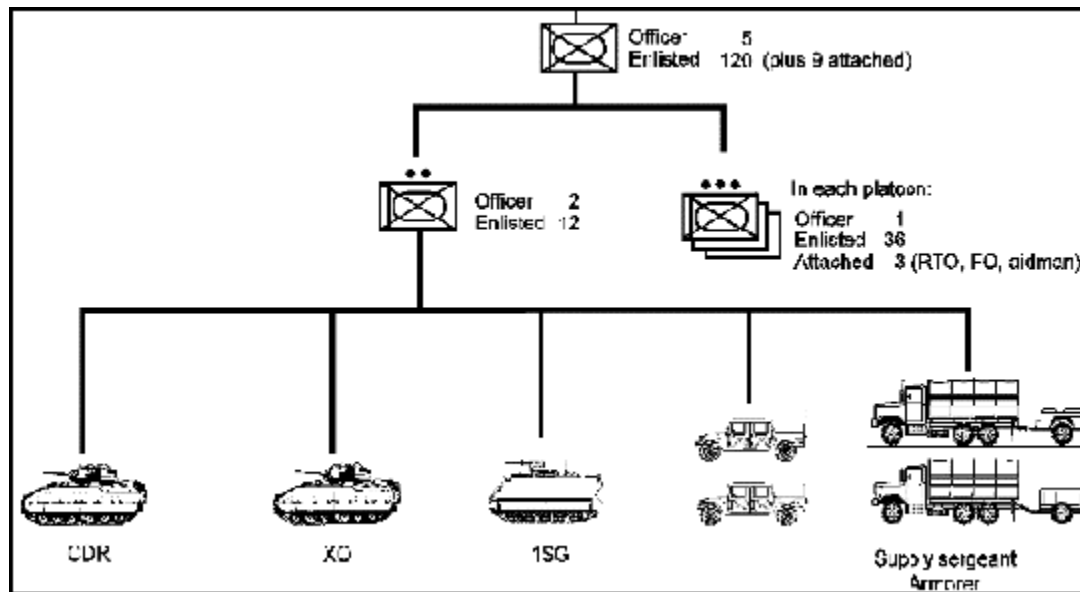 Officer 5
Enlisted 120 (plus 9 attached)
Officer 2
Enlisted 12
In each platoon:
Officer 1
Enlisted 36
Attached 3 (RTO, FO, aidman)
CDR
XO
1SG
Supply sergeant
Armorer